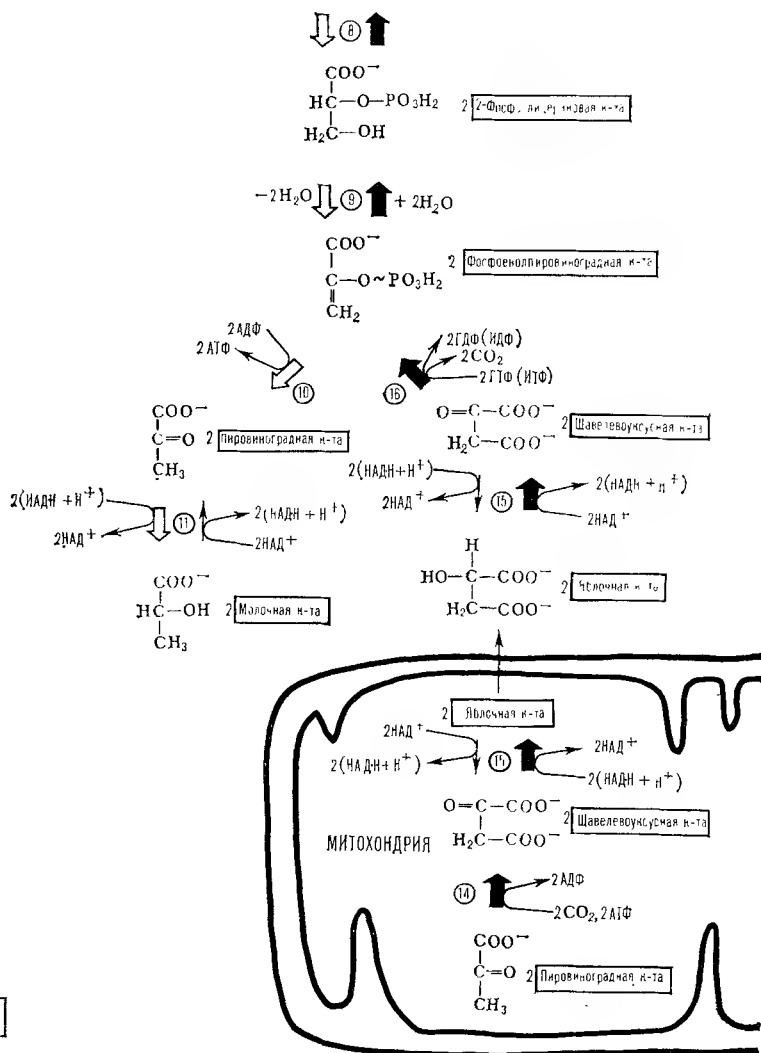 8
COO⁻
HC—O—PO₃H₂
2
H₂C—OH
−2H₂O 9 + 2H₂O
COO⁻
2 Фосфоенолпировиноградная к-та
C—O~PO₃H₂
CH₂
2АДФ
2АТФ
10
2ГДФ(ИДФ)
2CO₂
2ГТФ(ИТФ)
16
COO⁻
C=O
CH₃
2 Пировиноградная к-та
O=C—COO⁻
H₂C—COO⁻
2 Щавелевоуксусная к-та
2(НАДН+Н⁺)
2НАД⁺
11
2(НАДН+Н⁺)
2НАД⁺
2(НАДН+Н⁺)
2НАД⁺
15
2(НАДН+Н⁺)
2НАД⁺
COO⁻
HC—OH
CH₃
2 Молочная к-та
H
HO—C—COO⁻
H₂C—COO⁻
2 Яблочная к-та
2 Яблочная к-та
2НАД⁺
2(НАДН+Н⁺)
15
2НАД⁺
2(НАДН+Н⁺)
O=C—COO⁻
H₂C—COO⁻
2 Щавелевоуксусная к-та
МИТОХОНДРИЯ
14
2АДФ
2CO₂,2АТФ
COO⁻
C=O
CH₃
2 Пировиноградная к-та